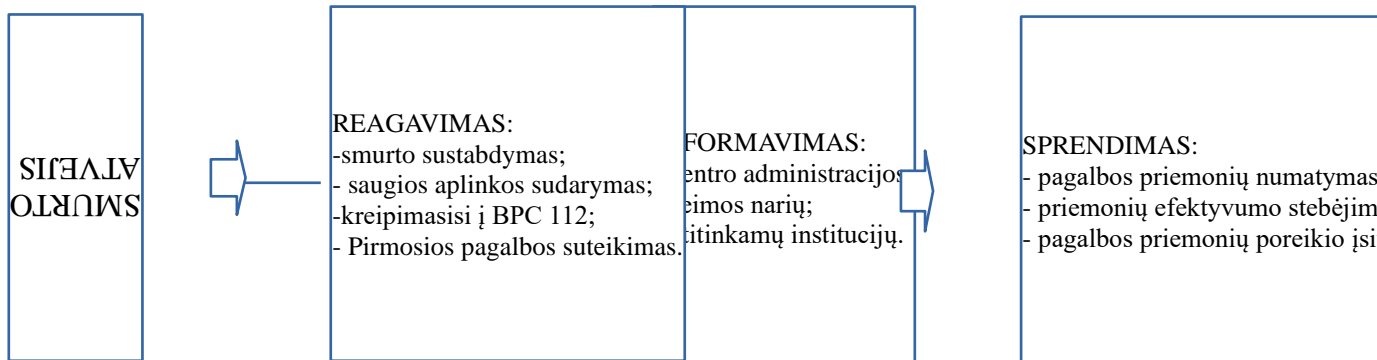 SMURTO
ATVEJIS
REAGAVIMAS:
-smurto sustabdymas;
- saugios aplinkos sudarymas;
-kreipimasisi į BPC 112;
- Pirmosios pagalbos suteikimas.
FORMAVIMAS:
entro administracijos
eimos narių;
titinkamų institucijų.
SPRENDIMAS:
- pagalbos priemonių numatymas
- priemonių efektyvumo stebėjim
- pagalbos priemonių poreikio įsi